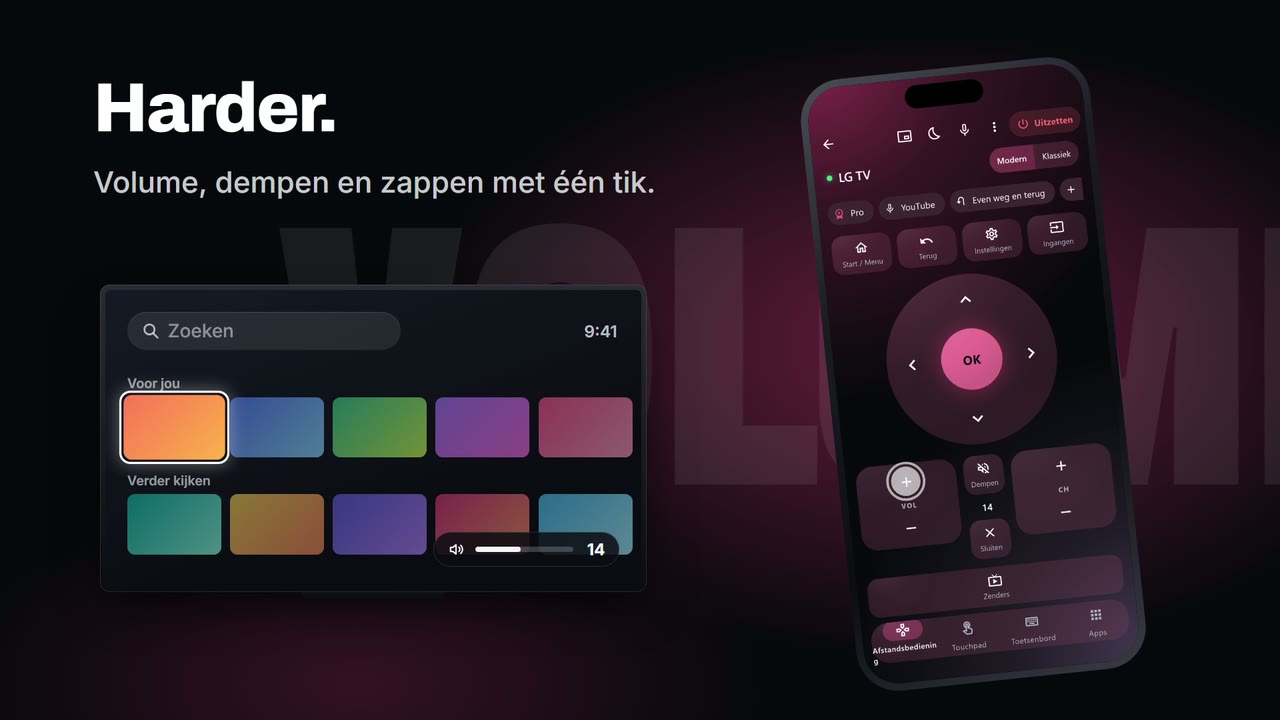 Harder.
Volume, dempen en zappen met één tik.
VOLUM
Zoeken
9:41
Voor jou
Verder kijken
14
Uitzetten
LG TV
Modern
Klassiek
Pro
YouTube
Even weg en terug
+
Start / Menu
Terug
Instellingen
Ingangen
OK
+
VOL
−
Dempen
14
Sluiten
+
CH
−
Zenders
Afstandsbedienin
g
Touchpad
Toetsenbord
Apps